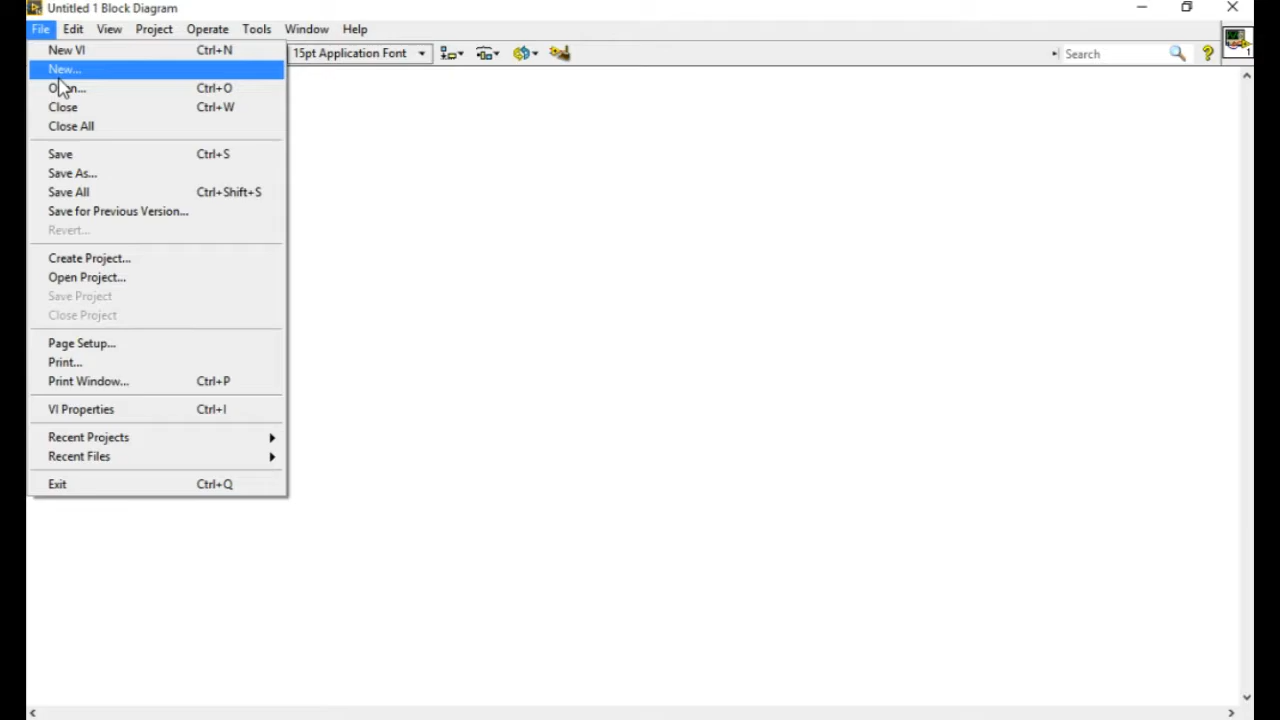 Untitled 1 Block Diagram
File Edit View Project Operate Tools Window Help
15pt Application Font
Search
?
1
New VI Ctrl+N
New...
Ctrl+O
Close Ctrl+W
Close All
Save Ctrl+S
Save As...
Save All Ctrl+Shift+S
Save for Previous Version...
Revert...
Create Project...
Open Project...
Save Project
Close Project
Page Setup...
Print...
Print Window... Ctrl+P
VI Properties Ctrl+I
Recent Projects
Recent Files
Exit Ctrl+Q